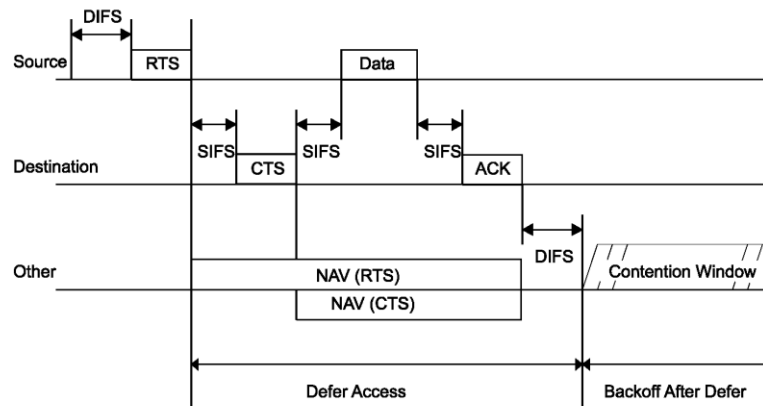 DIFS
Source
RTS
Data
SIFS
SIFS
SIFS
Destination
CTS
ACK
DIFS
Other
NAV (RTS)
Contention Window
NAV (CTS)
Defer Access
Backoff After Defer